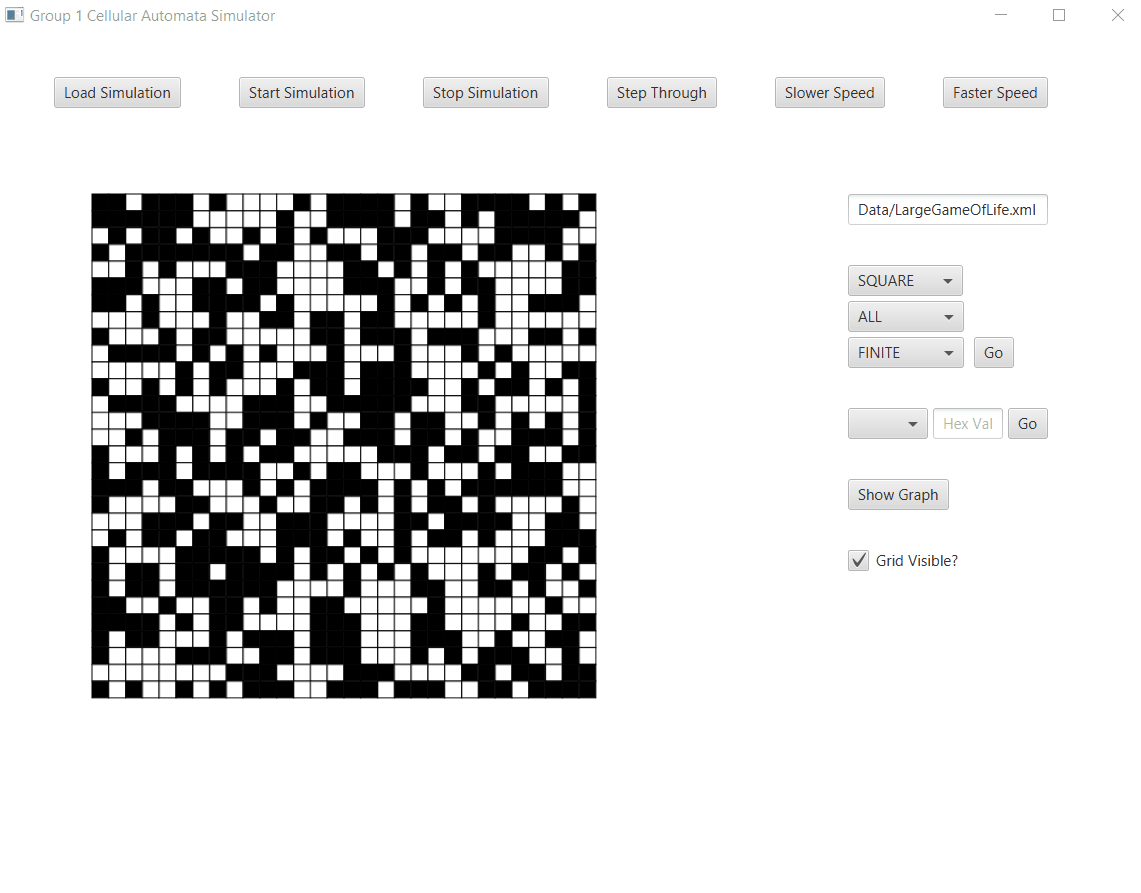 Group 1 Cellular Automata Simulator
Load Simulation Start Simulation Stop Simulation Step Through Slower Speed Faster Speed
Data/LargeGameOfLife.xml
SQUARE
ALL
FINITE Go
Hex Val Go
Show Graph
Grid Visible?